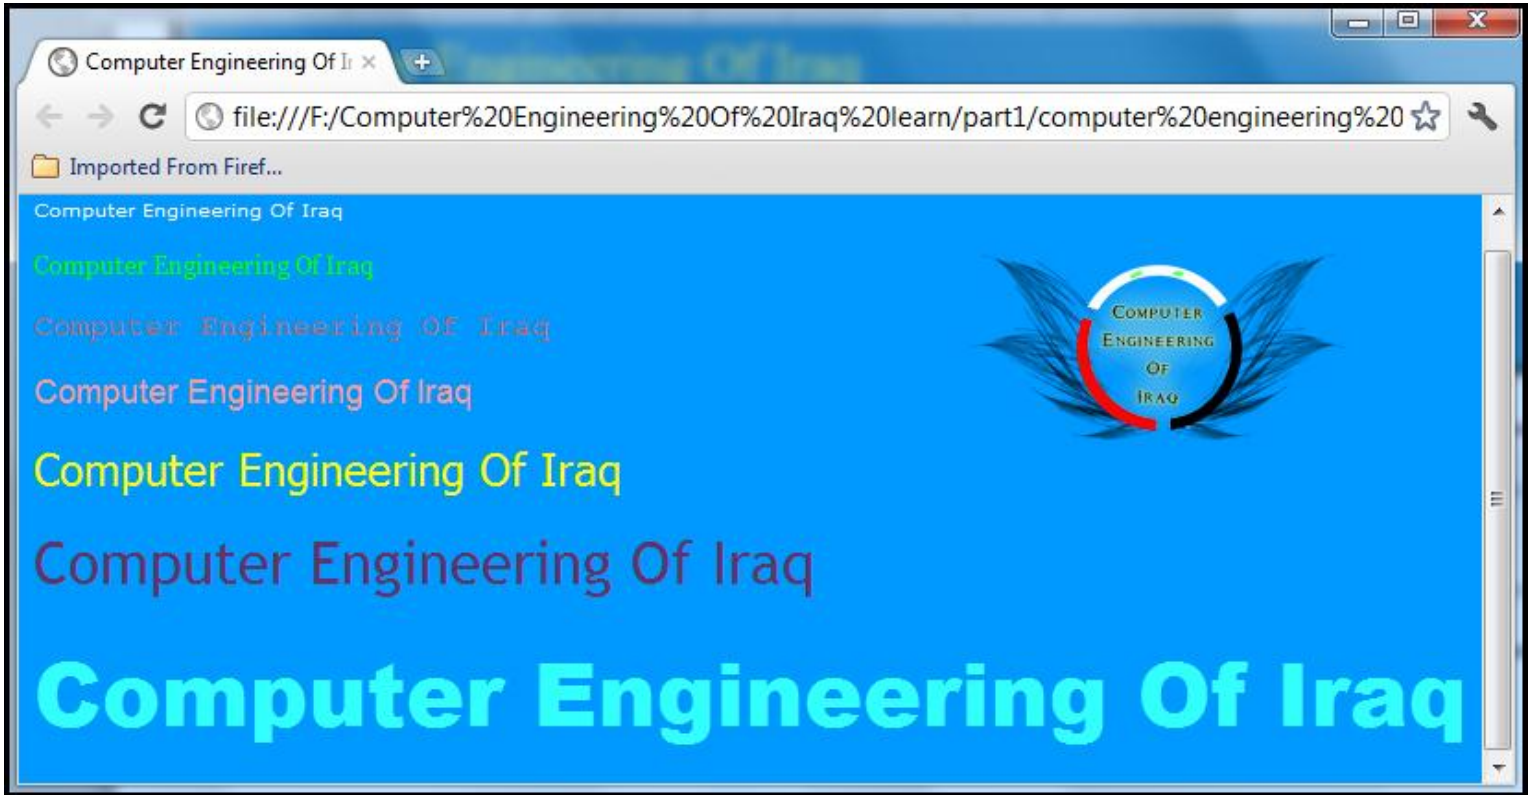 Computer Engineering Of Ir
file:///F:/Computer%20Engineering%20Of%20Iraq%20learn/part1/computer%20engineering%20
Imported From Firef...
Computer Engineering Of Iraq
Computer Engineering Of Iraq
Computer Engineering Of Iraq
Computer Engineering Of Iraq
Computer Engineering Of Iraq
Computer Engineering Of Iraq
Computer Engineering Of Iraq
COMPUTER
ENGINEERING
OF
IRAQ